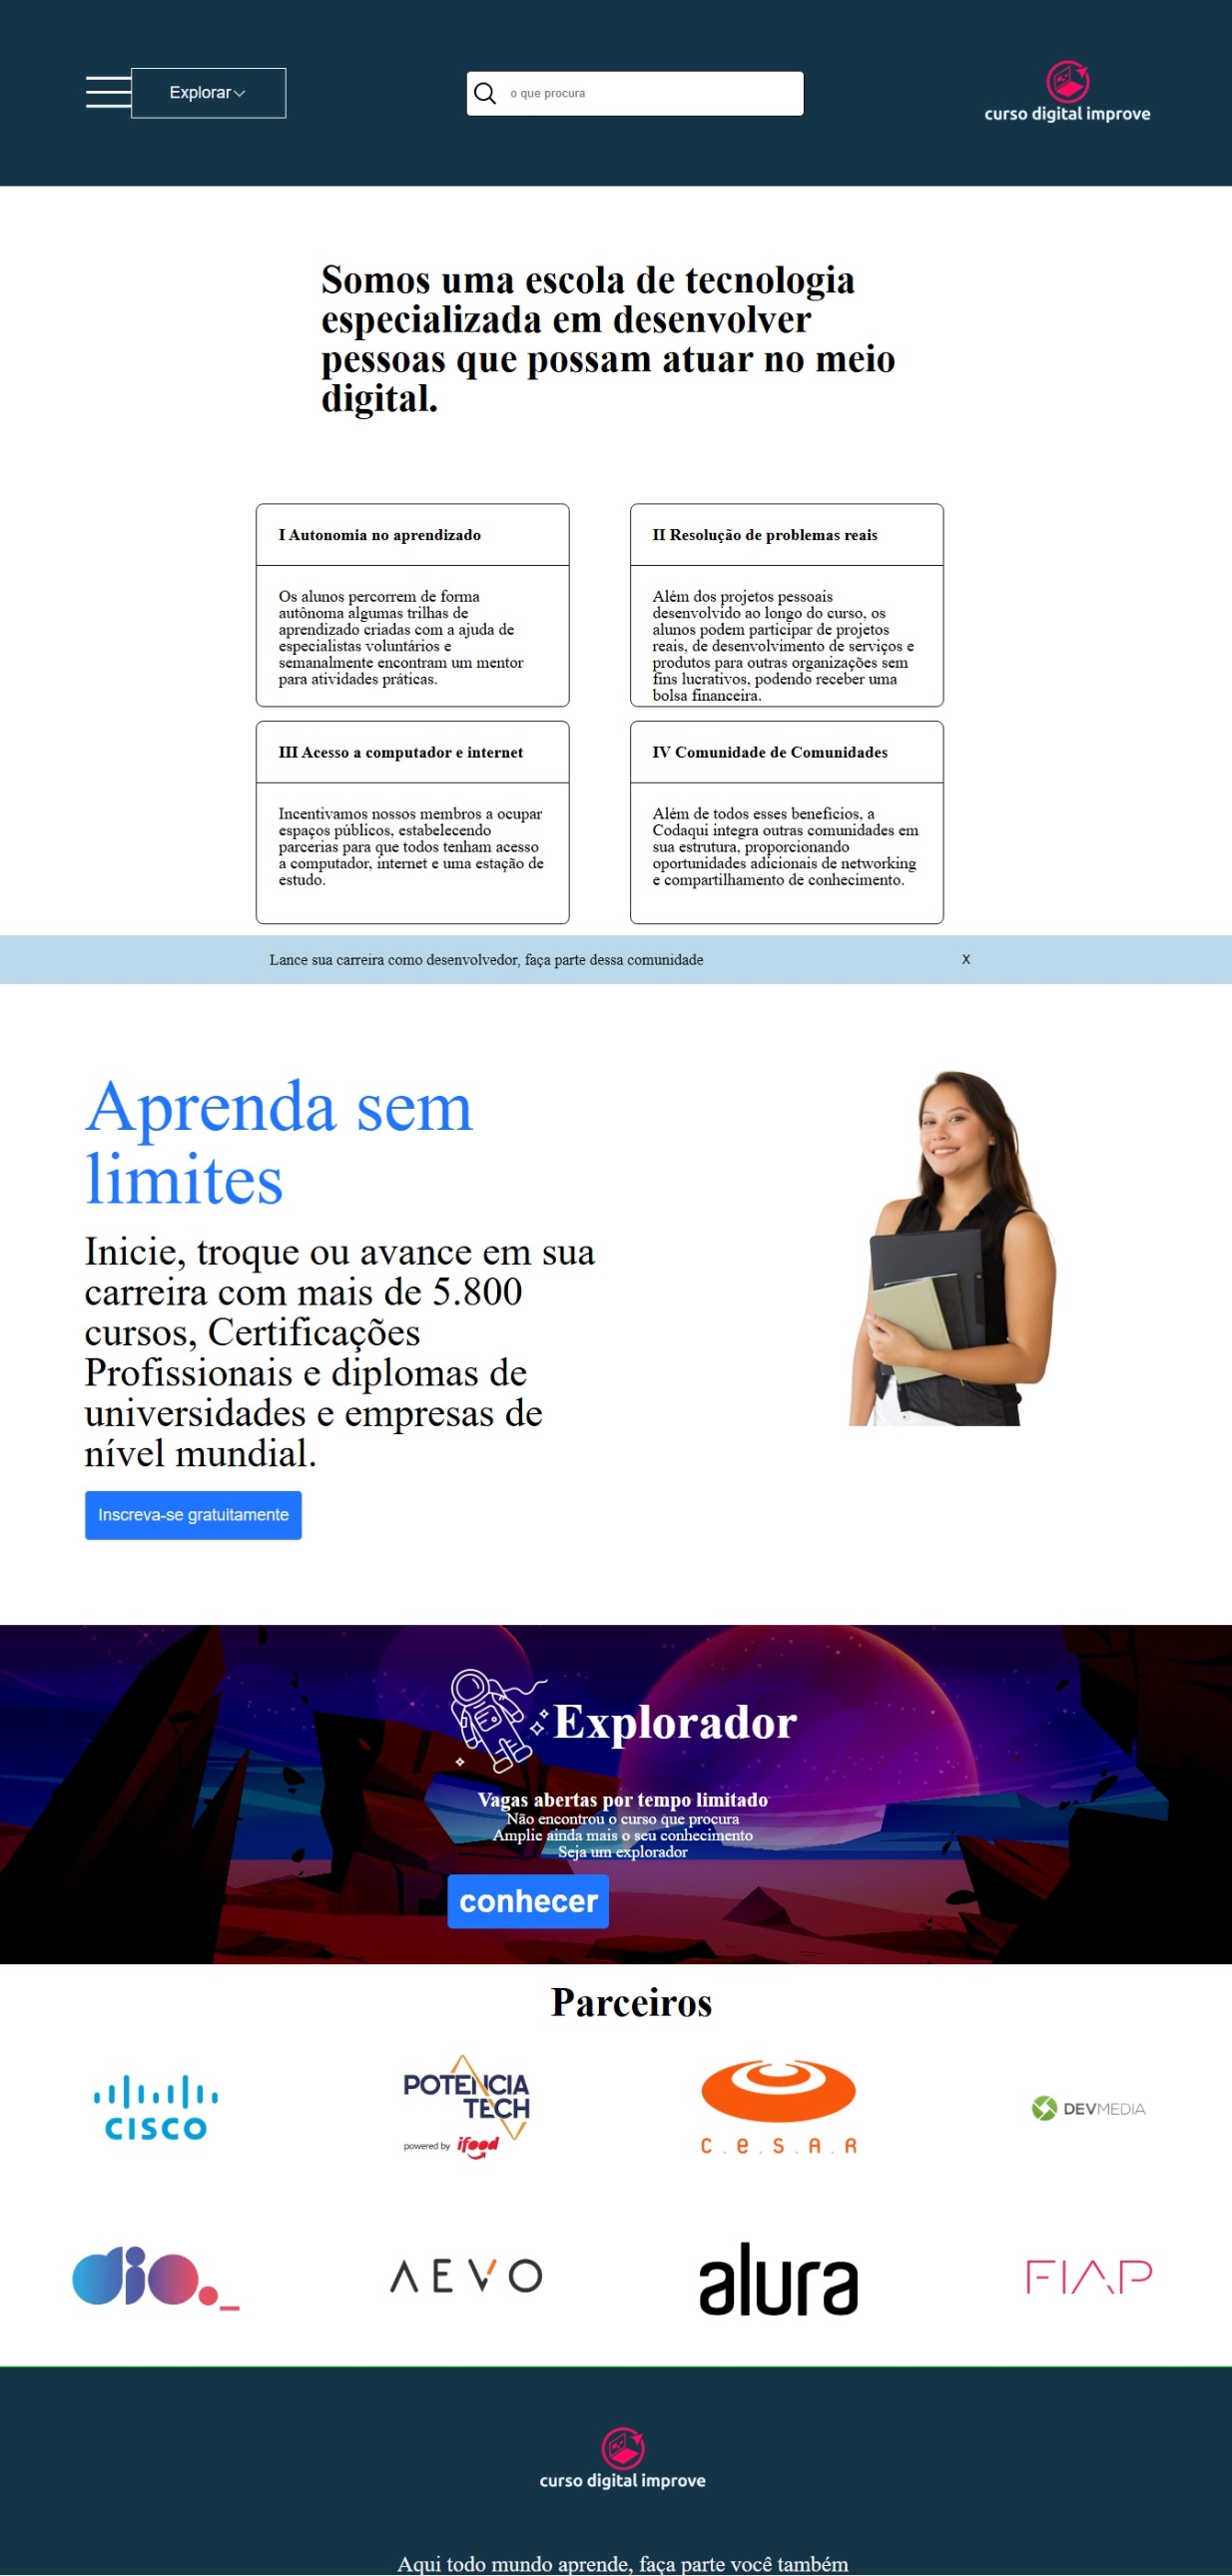 Explorar
o que procura
curso digital improve
Somos uma escola de tecnologia
especializada em desenvolver
pessoas que possam atuar no meio
digital.
I Autonomia no aprendizado
Os alunos percorrem de forma
autônoma algumas trilhas de
aprendizado criadas com a ajuda de
especialistas voluntários e
semanalmente encontram um mentor
para atividades práticas.
II Resolução de problemas reais
Além dos projetos pessoais
desenvolvido ao longo do curso, os
alunos podem participar de projetos
reais, de desenvolvimento de serviços e
produtos para outras organizações sem
fins lucrativos, podendo receber uma
bolsa financeira.
III Acesso a computador e internet
Incentivamos nossos membros a ocupar
espaços públicos, estabelecendo
parcerias para que todos tenham acesso
a computador, internet e uma estação de
estudo.
IV Comunidade de Comunidades
Além de todos esses benefícios, a
Codaqui integra outras comunidades em
sua estrutura, proporcionando
oportunidades adicionais de networking
e compartilhamento de conhecimento.
Lance sua carreira como desenvolvedor, faça parte dessa comunidade
X
Aprenda sem
limites
Inicie, troque ou avance em sua
carreira com mais de 5.800
cursos, Certificações
Profissionais e diplomas de
universidades e empresas de
nível mundial.
Inscreva-se gratuitamente
Explorador
Vagas abertas por tempo limitado
Não encontrou o curso que procura
Amplie ainda mais o seu conhecimento
Seja um explorador
conhecer
Parceiros
CISCO
POTENCIA
TECH
powered by ifood
C.e.S.A.R
DEVMEDIA
dio._
AEVO
alura
FIAP
curso digital improve
Aqui todo mundo aprende, faça parte você também